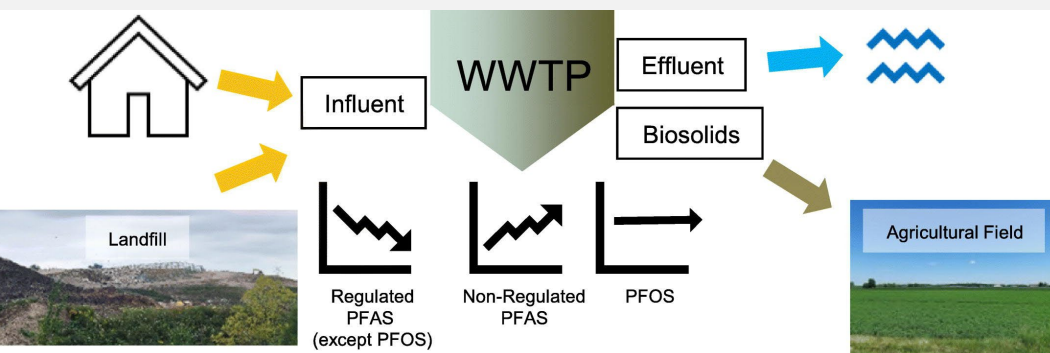 WWTP
Influent
Effluent
Biosolids
Landfill
Regulated
PFAS
(except PFOS)
Non-Regulated
PFAS
PFOS
Agricultural Field